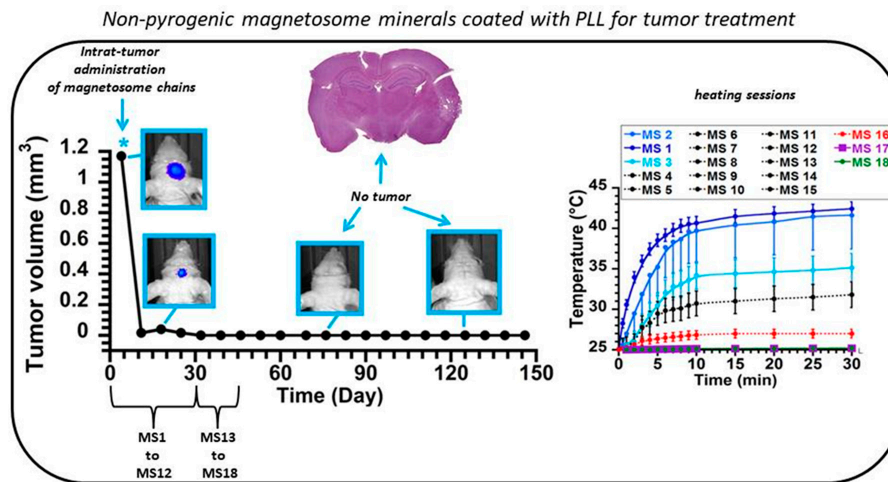 Non-pyrogenic magnetosome minerals coated with PLL for tumor treatment
Intrat-tumor
administration
of magnetosome chains
*
1.2
1
0.8
0.6
0.4
0.2
0
Tumor volume (mm³)
0 30 60 90 120 150
Time (Day)
MS1
to
MS12
MS13
to
MS18
No tumor
heating sessions
MS 2 MS 6 MS 11 MS 16
MS 1 MS 7 MS 12 MS 17
MS 3 MS 8 MS 13 MS 18
MS 4 MS 9 MS 14
MS 5 MS 10 MS 15
45
40
35
30
25
Temperature (°C)
0 5 10 15 20 25 30
Time (min)